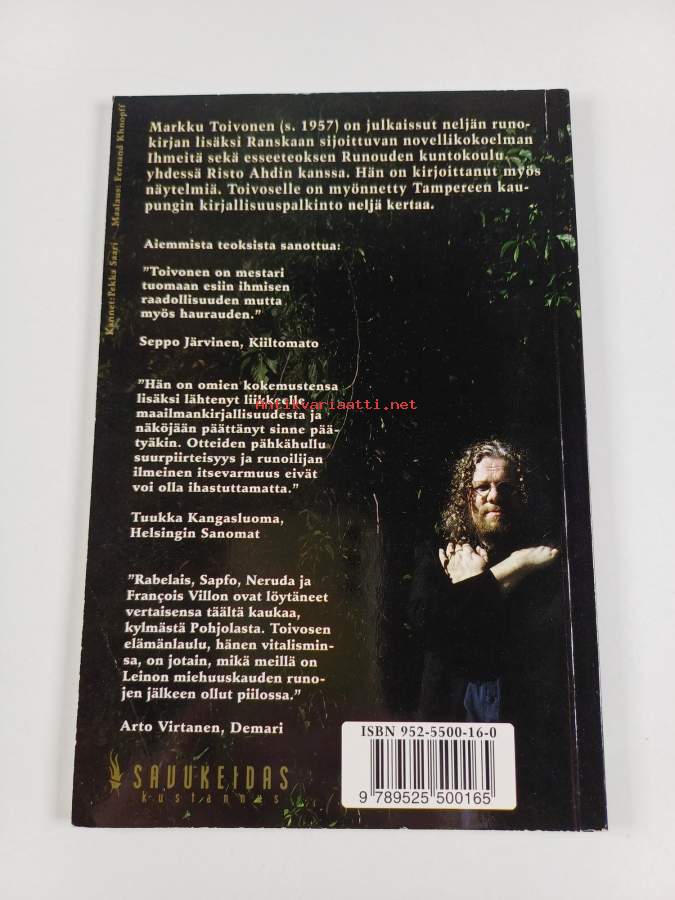 Markku Toivonen (s. 1957) on julkaissut neljän runo-
kirjan lisäksi Ranskaan sijoittuvan novellikokoelman
Ihmeitä sekä esseeteoksen Runouden kuntokoulu
yhdessä Risto Ahdin kanssa. Hän on kirjoittanut myös
näytelmiä. Toivoselle on myönnetty Tampereen kau-
pungin kirjallisuuspalkinto neljä kertaa.
Aiemmista teoksista sanottua:
"Toivonen on mestari
tuomaan esiin ihmisen
raadollisuuden mutta
myös haurauden."
Seppo Järvinen, Kiiltomato
"Hän on omien kokemustensa
lisäksi lähtenyt liikkeelle
maailmankirjallisuudesta ja
näköjään päättänyt sinne pää-
tyäkin. Otteiden pähkähullu
suurpiirteisyys ja runoilijan
ilmeinen itsevarmuus eivät
voi olla ihastuttamatta."
Tuukka Kangasluoma,
Helsingin Sanomat
"Rabelais, Sapfo, Neruda ja
François Villon ovat löytäneet
vertaisensa täältä kaukaa,
kylmästä Pohjolasta. Toivosen
elämänlaulu, hänen vitalismin-
sa, on jotain, mikä meillä on
Leinon miehuuskauden runo-
jen jälkeen ollut piilossa."
Arto Virtanen, Demari
SAVUKEIDAS
kustannus
ISBN 952-5500-16-0
9 789525 500165
Kannet:Pekka Saari Maalaus: Fernand Khnopff
Antikvariaatti.net